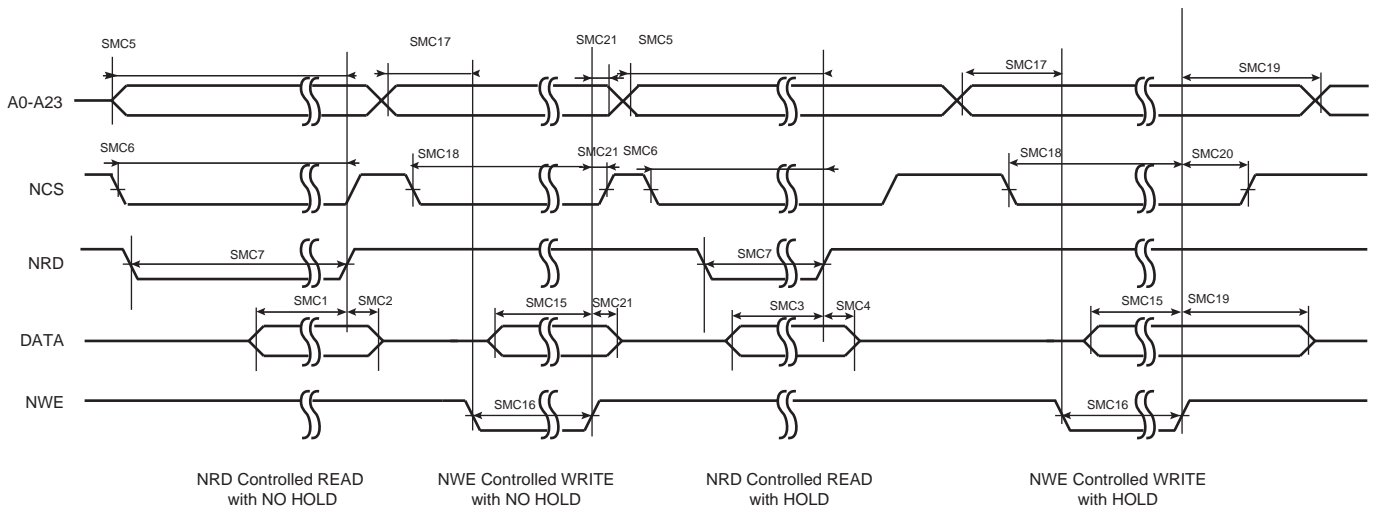 SMC5
SMC17
SMC21
SMC5
SMC17
SMC19
A0-A23
SMC6
SMC18
SMC21
SMC6
SMC18
SMC20
NCS
NRD
SMC7
SMC7
SMC1
SMC2
SMC15
SMC21
SMC3
SMC4
SMC15
SMC19
DATA
NWE
SMC16
SMC16
NRD Controlled READ
with NO HOLD
NWE Controlled WRITE
with NO HOLD
NRD Controlled READ
with HOLD
NWE Controlled WRITE
with HOLD